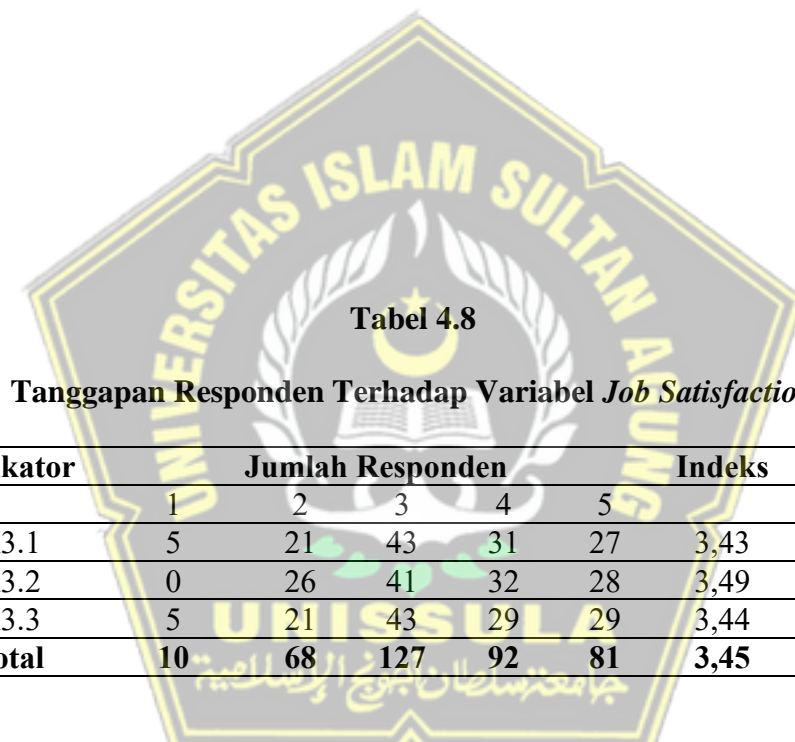 UNIVERSITAS ISLAM SULTAN AGUNG
Tabel 4.8
Tanggapan Responden Terhadap Variabel Job Satisfactio
kator Jumlah Responden Indeks
1 2 3 4 5
3.1 5 21 43 31 27 3,43
3.2 0 26 41 32 28 3,49
3.3 5 21 43 29 29 3,44
otal 10 68 127 92 81 3,45
UNISSULA
جامعننسلطان أجونج الإسلامية